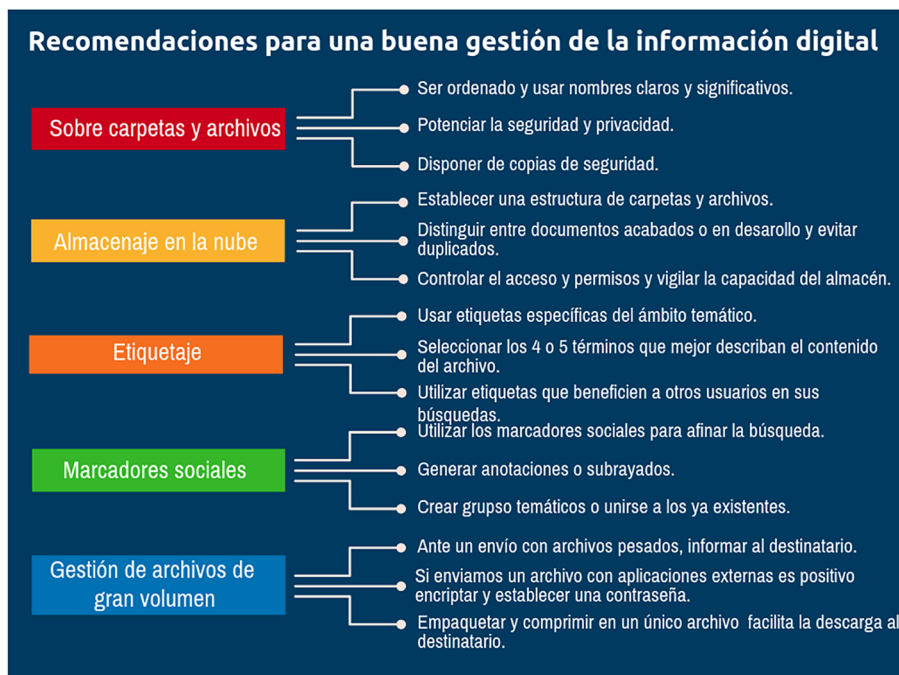 Recomendaciones para una buena gestión de la información digital
Sobre carpetas y archivos
Ser ordenado y usar nombres claros y significativos.
Potenciar la seguridad y privacidad.
Disponer de copias de seguridad.
Almacenaje en la nube
Establecer una estructura de carpetas y archivos.
Distinguir entre documentos acabados o en desarollo y evitar
duplicados.
Controlar el acceso y permisos y vigilar la capacidad del almacén.
Etiquetaje
Usar etiquetas específicas del ámbito temático.
Seleccionar los 4 o 5 términos que mejor describan el contenido
del archivo.
Utilizar etiquetas que beneficien a otros usuarios en sus
búsquedas.
Marcadores sociales
Utilizar los marcadores sociales para afinar la búsqueda.
Generar anotaciones o subrayados.
Crear grupso temáticos o unirse a los ya existentes.
Gestión de archivos de
gran volumen
Ante un envío con archivos pesados, informar al destinatario.
Si enviamos un archivo con aplicaciones externas es positivo
encriptar y establecer una contraseña.
Empaquetar y comprimir en un único archivo facilita la descarga al
destinatario.